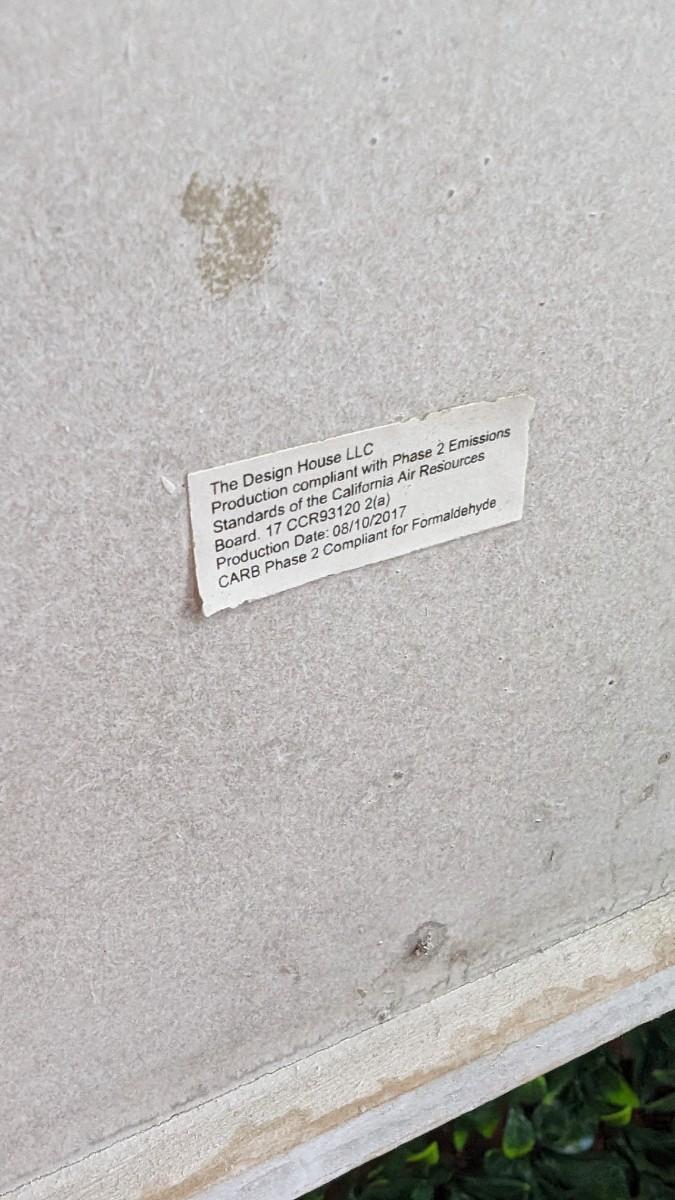 The Design House LLC
Production compliant with Phase 2 Emissions
Standards of the California Air Resources
Board. 17 CCR93120 2(a)
Production Date: 08/10/2017
CARB Phase 2 Compliant for Formaldehyde